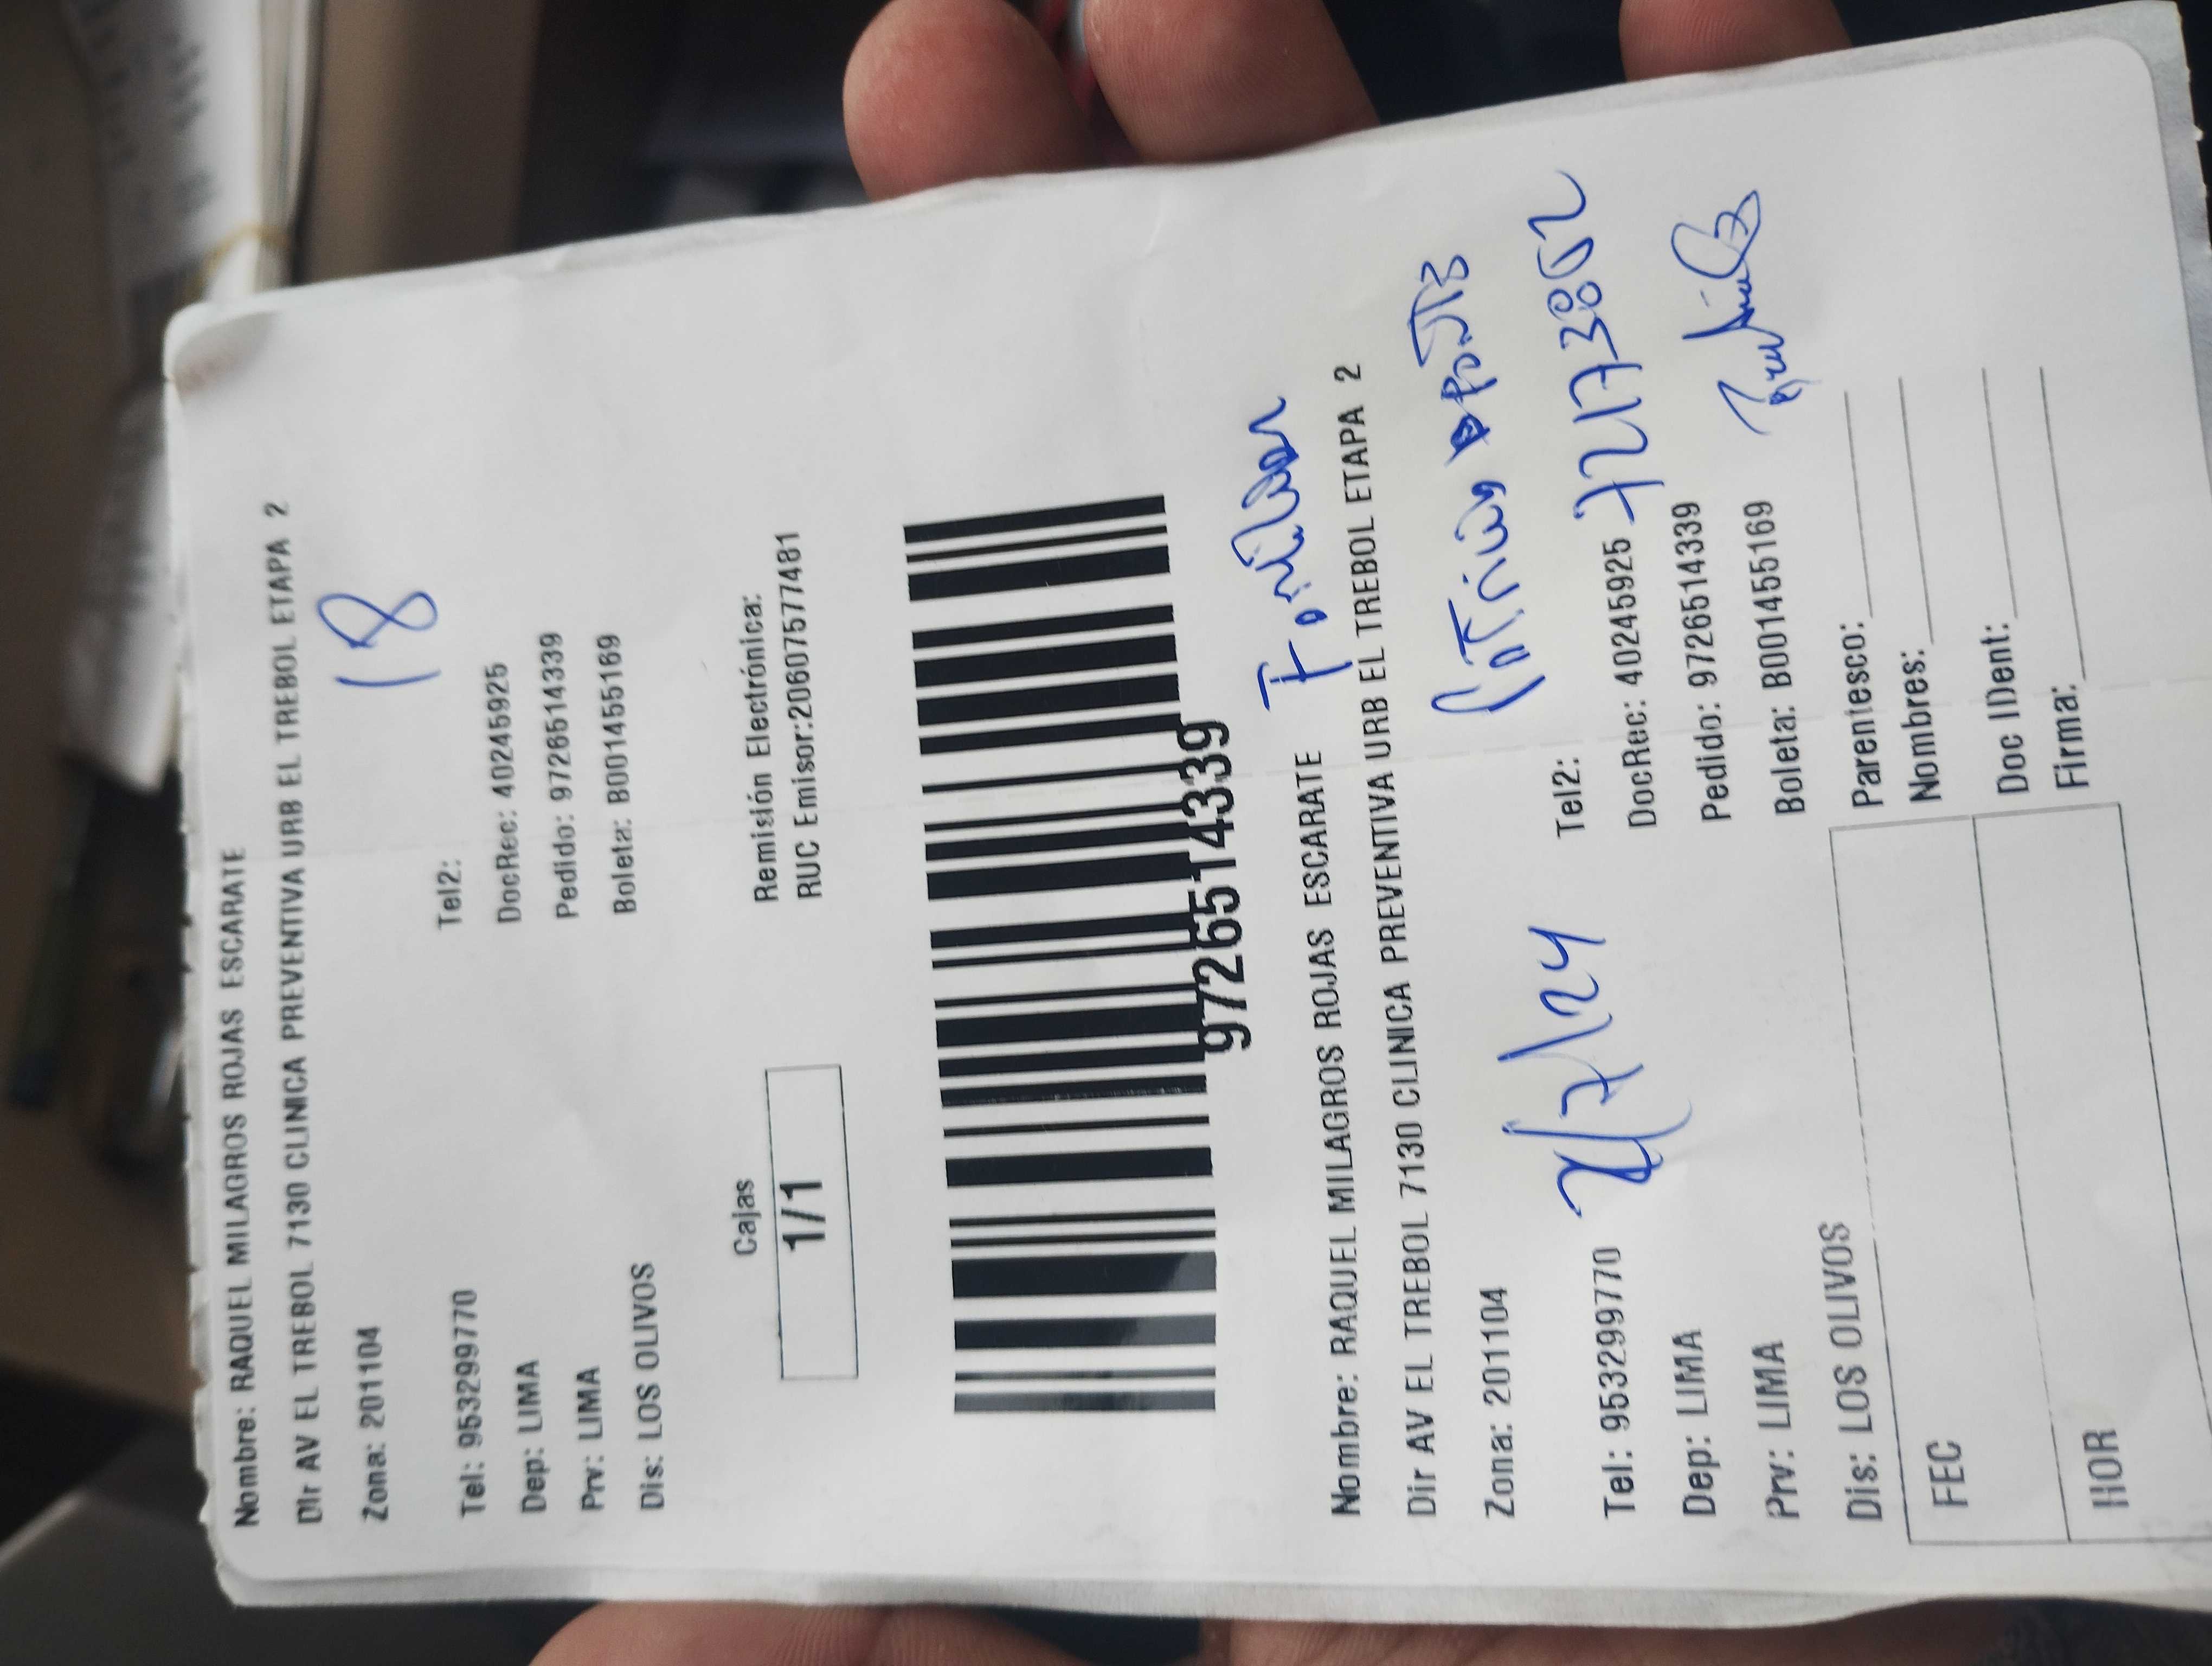 Nombre: RAQUEL MILAGROS ROJAS ESCARATE
Dir AV EL TREBOL 7130 CLINICA PREVENTIVA URB EL TREBOL ETAPA 2
18
Zona: 201104
Tel: 953299770 Tel2:
Dep: LIMA DocRec: 40245925
Prv: LIMA Pedido: 9726514339
Dis: LOS OLIVOS Boleta: B001455169
Cajas Remisión Electrónica:
1/1 RUC Emisor:20607577481
9726514339
Familiar
Nombre: RAQUEL MILAGROS ROJAS ESCARATE
Dir AV EL TREBOL 7130 CLINICA PREVENTIVA URB EL TREBOL ETAPA 2
Zona: 201104
2/7/24
Tel: 953299770 Tel2:
Dep: LIMA DocRec: 40245925
Prv: LIMA Pedido: 9726514339
Dis: LOS OLIVOS Boleta: B001455169
FEC Parentesco:
Nombres:
HOR Doc IDent:
Firma: